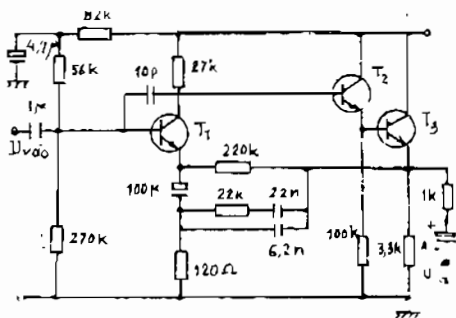 82k
4,7µ
56k
10p
27k
T2
1µ
T1
T3
Uvào
220k
100µ
1k
22k
22n
6,2n
270k
100k
3,3k
120Ω